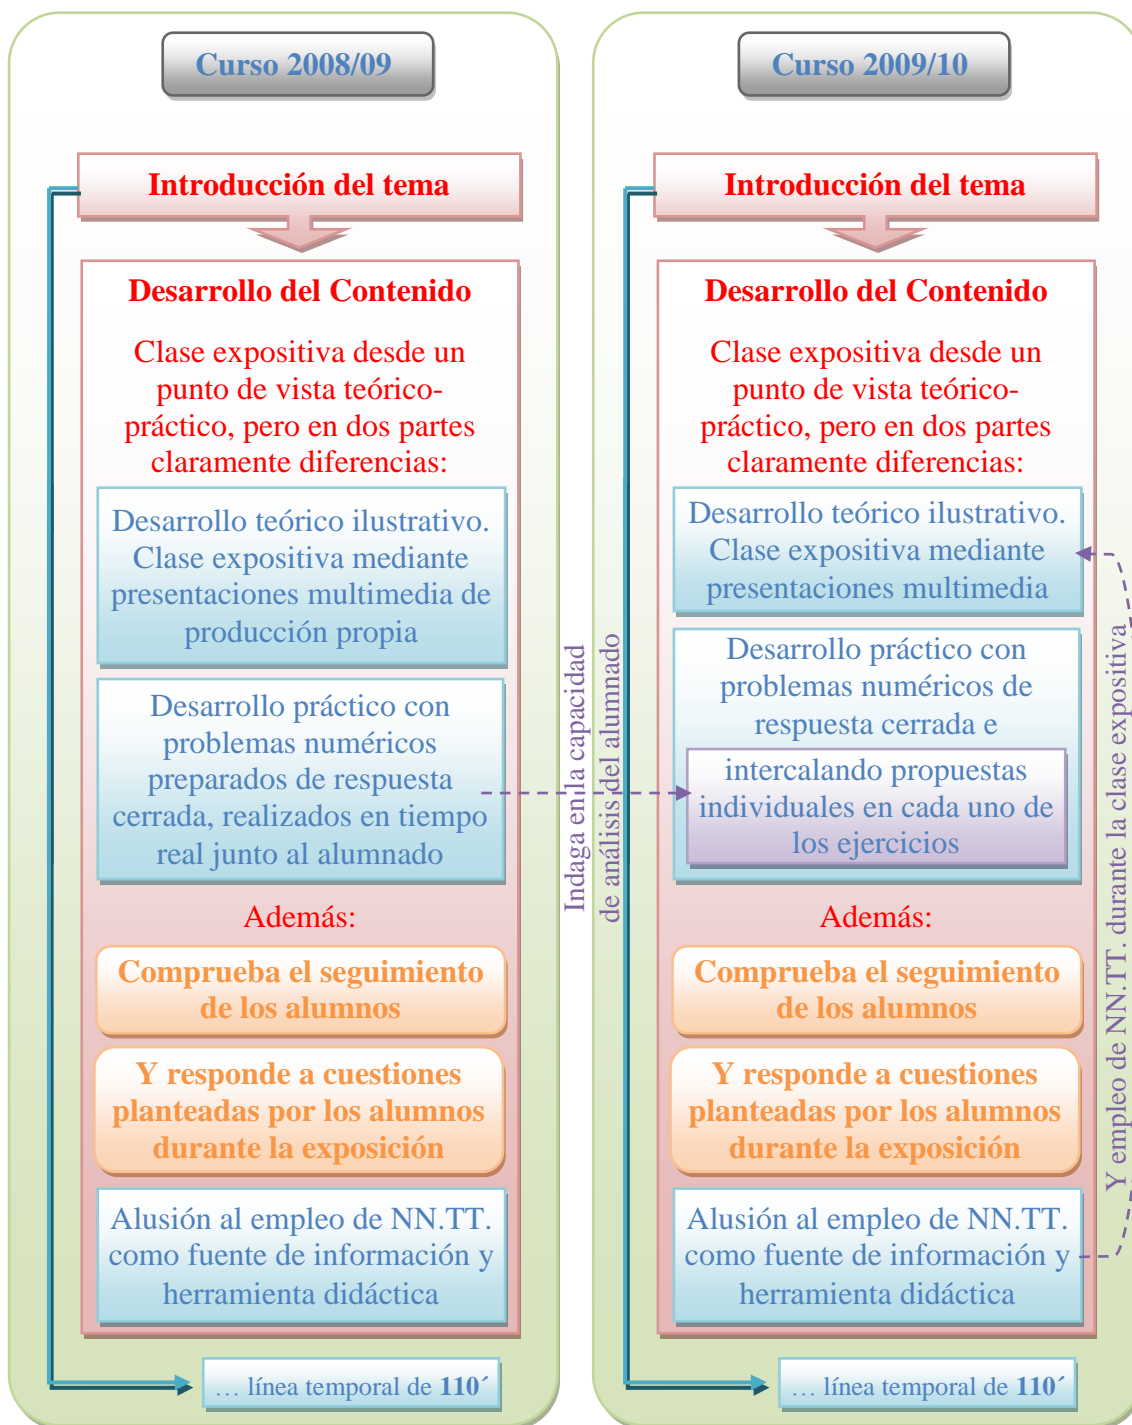 Curso 2008/09
Introducción del tema
Desarrollo del Contenido
Clase expositiva desde un
punto de vista teórico-
práctico, pero en dos partes
claramente diferencias:
Desarrollo teórico ilustrativo.
Clase expositiva mediante
presentaciones multimedia de
producción propia
Desarrollo práctico con
problemas numéricos
preparados de respuesta
cerrada, realizados en tiempo
real junto al alumnado
Además:
Comprueba el seguimiento
de los alumnos
Y responde a cuestiones
planteadas por los alumnos
durante la exposición
Alusión al empleo de NN.TT.
como fuente de información y
herramienta didáctica
… línea temporal de 110´
Indaga en la capacidad
de análisis del alumnado
Curso 2009/10
Introducción del tema
Desarrollo del Contenido
Clase expositiva desde un
punto de vista teórico-
práctico, pero en dos partes
claramente diferencias:
Desarrollo teórico ilustrativo.
Clase expositiva mediante
presentaciones multimedia
Desarrollo práctico con
problemas numéricos de
respuesta cerrada e
intercalando propuestas
individuales en cada uno de
los ejercicios
Además:
Comprueba el seguimiento
de los alumnos
Y responde a cuestiones
planteadas por los alumnos
durante la exposición
Alusión al empleo de NN.TT.
como fuente de información y
herramienta didáctica
… línea temporal de 110´
Y empleo de NN.TT. durante la clase expositiva